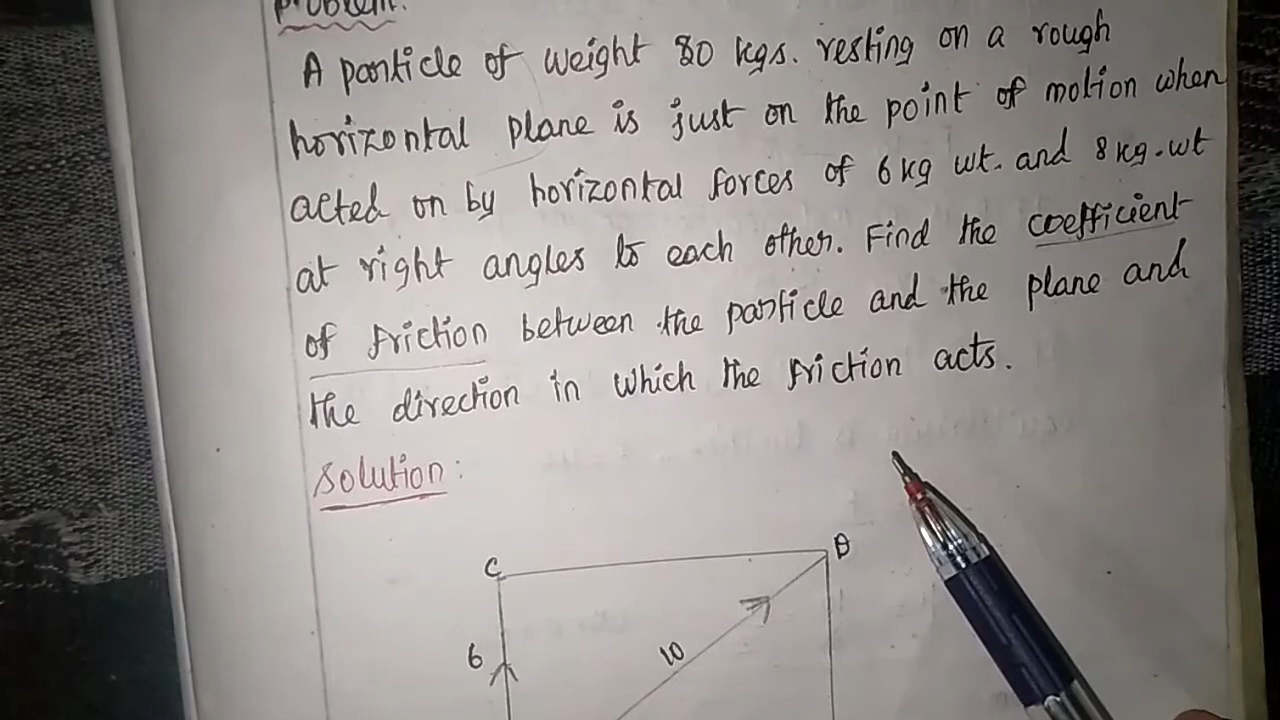 Problem:
A particle of weight 80 kgs. resting on a rough
horizontal plane is just on the point of motion when
acted on by horizontal forces of 6 kg wt. and 8 kg.wt
at right angles to each other. Find the coefficient
of friction between the particle and the plane and
the direction in which the friction acts.
Solution:
C
B
6
10